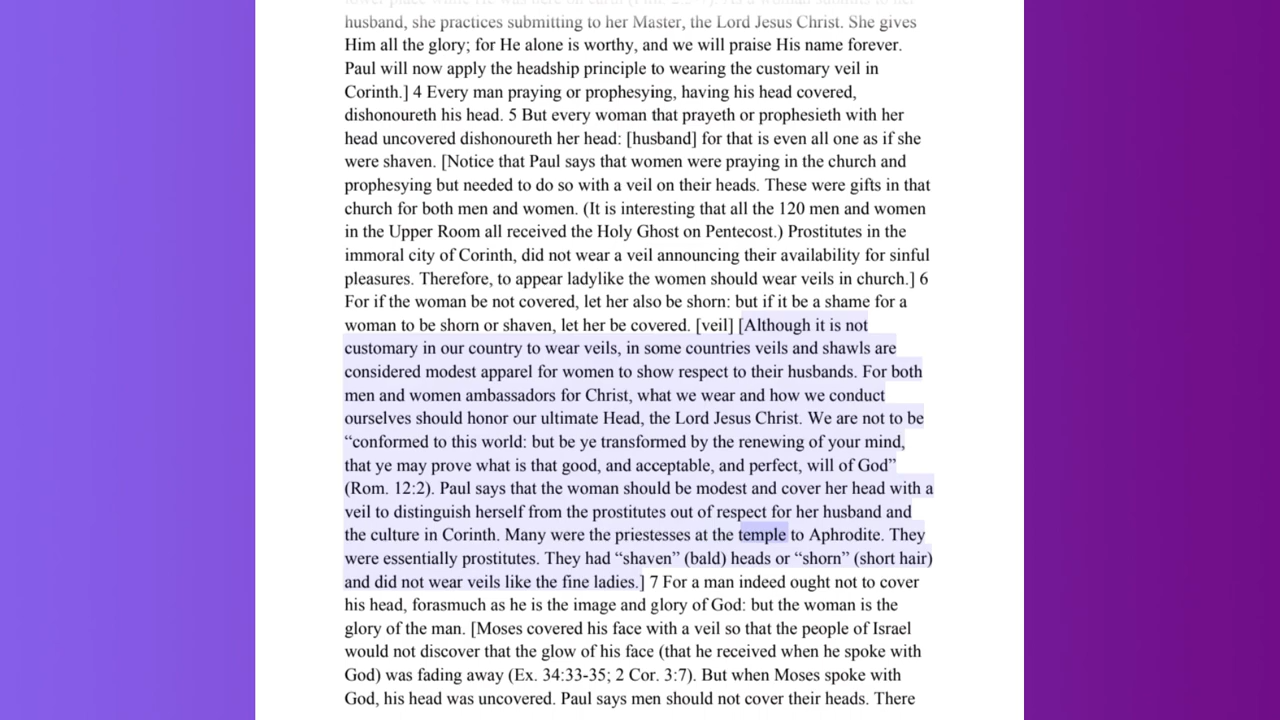 husband, she practices submitting to her Master, the Lord Jesus Christ. She gives
Him all the glory; for He alone is worthy, and we will praise His name forever.
Paul will now apply the headship principle to wearing the customary veil in
Corinth.] 4 Every man praying or prophesying, having his head covered,
dishonoureth his head. 5 But every woman that prayeth or prophesieth with her
head uncovered dishonoureth her head: [husband] for that is even all one as if she
were shaven. [Notice that Paul says that women were praying in the church and
prophesying but needed to do so with a veil on their heads. These were gifts in that
church for both men and women. (It is interesting that all the 120 men and women
in the Upper Room all received the Holy Ghost on Pentecost.) Prostitutes in the
immoral city of Corinth, did not wear a veil announcing their availability for sinful
pleasures. Therefore, to appear ladylike the women should wear veils in church.] 6
For if the woman be not covered, let her also be shorn: but if it be a shame for a
woman to be shorn or shaven, let her be covered. [veil] [Although it is not
customary in our country to wear veils, in some countries veils and shawls are
considered modest apparel for women to show respect to their husbands. For both
men and women ambassadors for Christ, what we wear and how we conduct
ourselves should honor our ultimate Head, the Lord Jesus Christ. We are not to be
“conformed to this world: but be ye transformed by the renewing of your mind,
that ye may prove what is that good, and acceptable, and perfect, will of God”
(Rom. 12:2). Paul says that the woman should be modest and cover her head with a
veil to distinguish herself from the prostitutes out of respect for her husband and
the culture in Corinth. Many were the priestesses at the temple to Aphrodite. They
were essentially prostitutes. They had “shaven” (bald) heads or “shorn” (short hair)
and did not wear veils like the fine ladies.] 7 For a man indeed ought not to cover
his head, forasmuch as he is the image and glory of God: but the woman is the
glory of the man. [Moses covered his face with a veil so that the people of Israel
would not discover that the glow of his face (that he received when he spoke with
God) was fading away (Ex. 34:33-35; 2 Cor. 3:7). But when Moses spoke with
God, his head was uncovered. Paul says men should not cover their heads. There